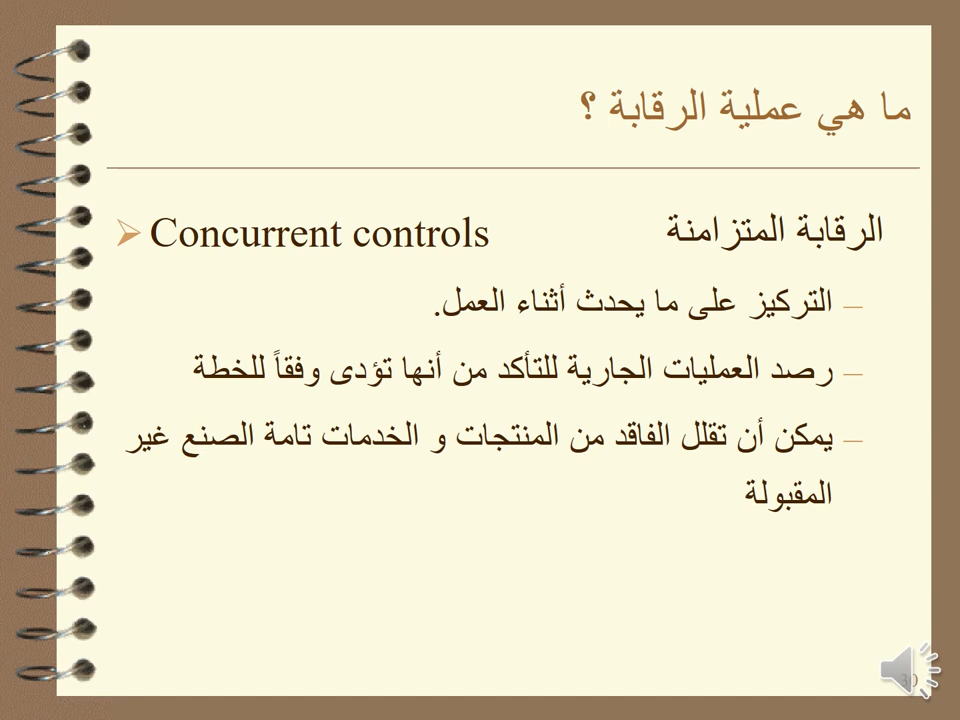 ما هي عملية الرقابة ؟
➢ Concurrent controls الرقابة المتزامنة
– التركيز على ما يحدث أثناء العمل.
– رصد العمليات الجارية للتأكد من أنها تؤدى وفقاً للخطة
– يمكن أن تقلل الفاقد من المنتجات و الخدمات تامة الصنع غير
المقبولة
30